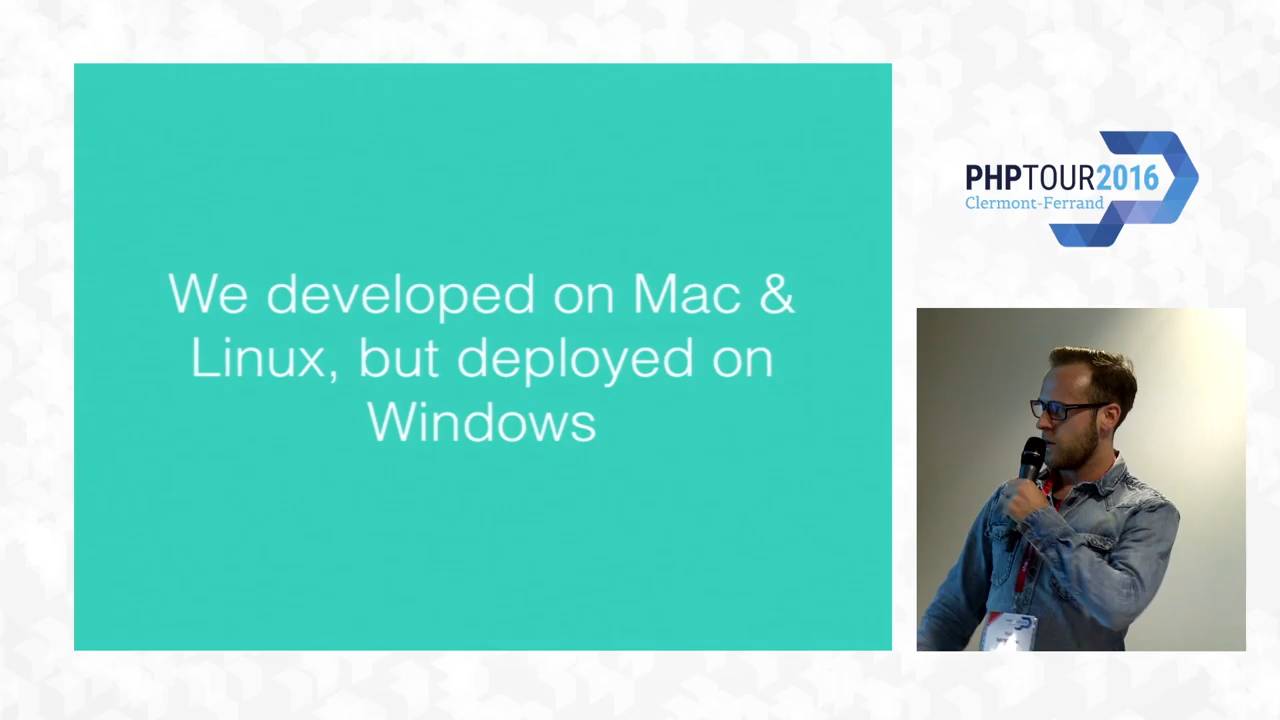 We developed on Mac &
Linux, but deployed on
Windows
PHPTOUR2016
Clermont-Ferrand